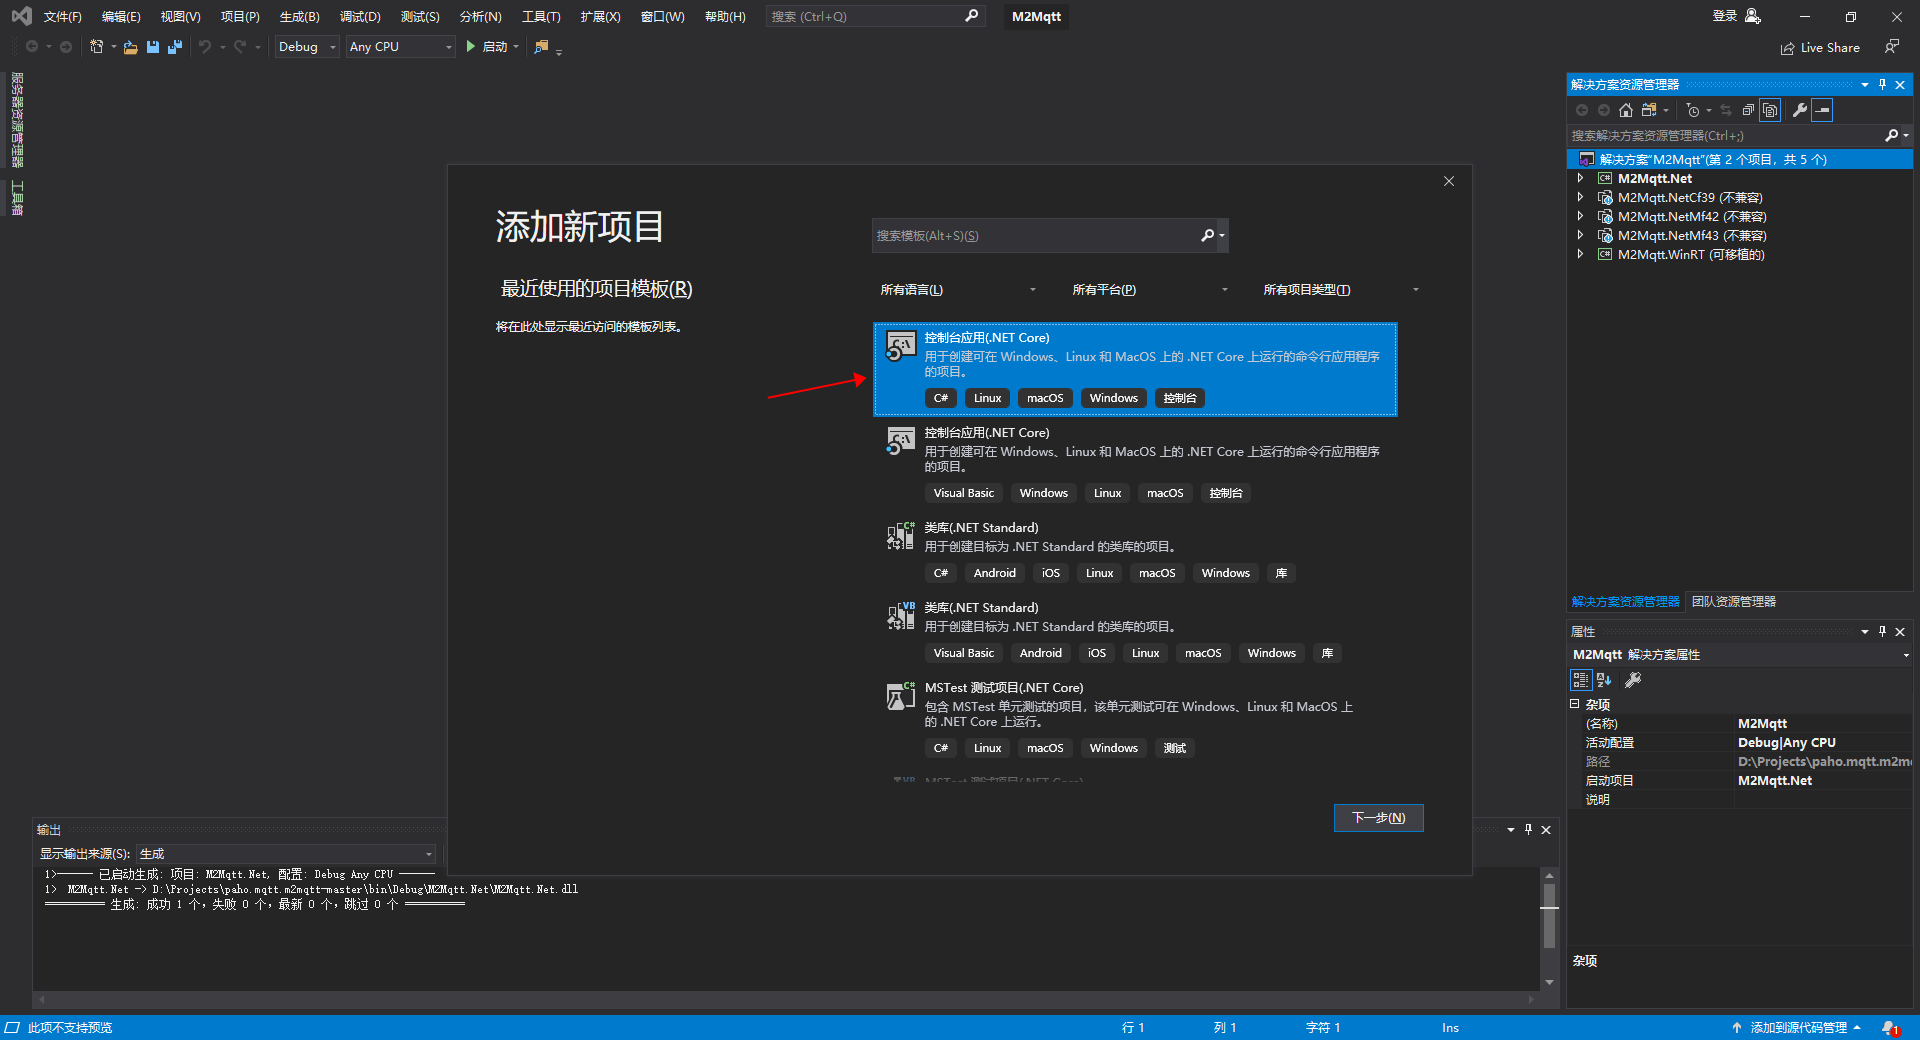 文件(F) 编辑(E) 视图(V) 项目(P) 生成(B) 调试(D) 测试(S) 分析(N) 工具(T) 扩展(X) 窗口(W) 帮助(H) 搜索 (Ctrl+Q) M2Mqtt 登录
Debug Any CPU 启动 Live Share
服务器资源管理器
工具箱
添加新项目
搜索模板(Alt+S)(S)
最近使用的项目模板(R)
将在此处显示最近访问的模板列表。
所有语言(L) 所有平台(P) 所有项目类型(T)
控制台应用(.NET Core)
用于创建可在 Windows、Linux 和 MacOS 上的 .NET Core 上运行的命令行应用程序
的项目。
C# Linux macOS Windows 控制台
控制台应用(.NET Core)
用于创建可在 Windows、Linux 和 MacOS 上的 .NET Core 上运行的命令行应用程序
的项目。
Visual Basic Windows Linux macOS 控制台
类库(.NET Standard)
用于创建目标为 .NET Standard 的类库的项目。
C# Android iOS Linux macOS Windows 库
类库(.NET Standard)
用于创建目标为 .NET Standard 的类库的项目。
Visual Basic Android iOS Linux macOS Windows 库
MSTest 测试项目(.NET Core)
包含 MSTest 单元测试的项目，该单元测试可在 Windows、Linux 和 MacOS 上
的 .NET Core 上运行。
C# Linux macOS Windows 测试
MSTest 测试项目(.NET Core)
下一步(N)
解决方案资源管理器
搜索解决方案资源管理器(Ctrl+;)
解决方案"M2Mqtt"(第 2 个项目，共 5 个)
M2Mqtt.Net
M2Mqtt.NetCf39 (不兼容)
M2Mqtt.NetMf42 (不兼容)
M2Mqtt.NetMf43 (不兼容)
M2Mqtt.WinRT (可移植的)
解决方案资源管理器 团队资源管理器
属性
M2Mqtt 解决方案属性
杂项
(名称) M2Mqtt
活动配置 Debug|Any CPU
路径 D:\Projects\paho.mqtt.m2m
启动项目 M2Mqtt.Net
说明
杂项
输出
显示输出来源(S): 生成
1>------ 已启动生成: 项目: M2Mqtt.Net, 配置: Debug Any CPU ------
1>  M2Mqtt.Net -> D:\Projects\paho.mqtt.m2mqtt-master\bin\Debug\M2Mqtt.Net\M2Mqtt.Net.dll
========== 生成: 成功 1 个，失败 0 个，最新 0 个，跳过 0 个 ==========
此项不支持预览 行 1 列 1 字符 1 Ins 添加到源代码管理 1